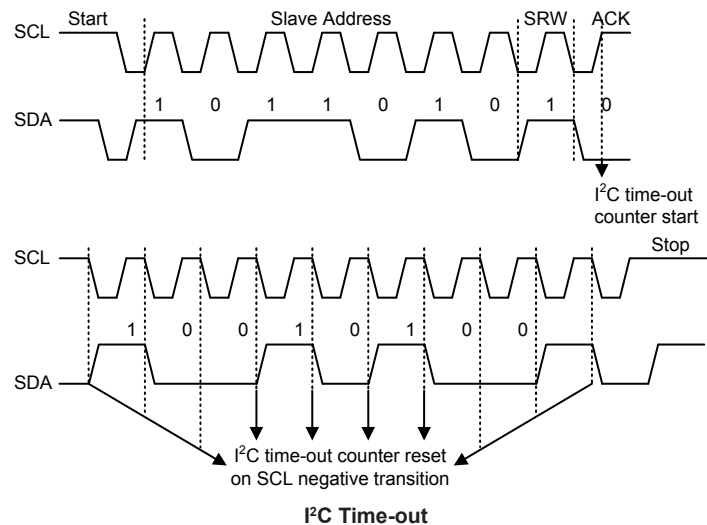 Start Slave Address SRW ACK
SCL
1 0 1 1 0 1 0 1 0
SDA
I²C time-out
counter start
Stop
SCL
1 0 0 1 0 1 0 0
SDA
I²C time-out counter reset
on SCL negative transition
I²C Time-out